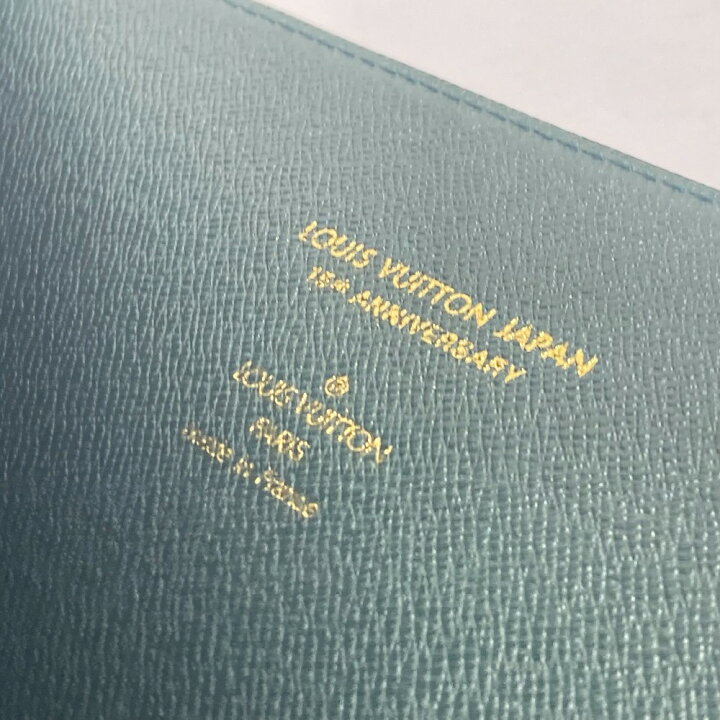 LOUIS VUITTON JAPAN
15th ANNIVERSARY
®
LOUIS VUITTON
PARIS
made in France